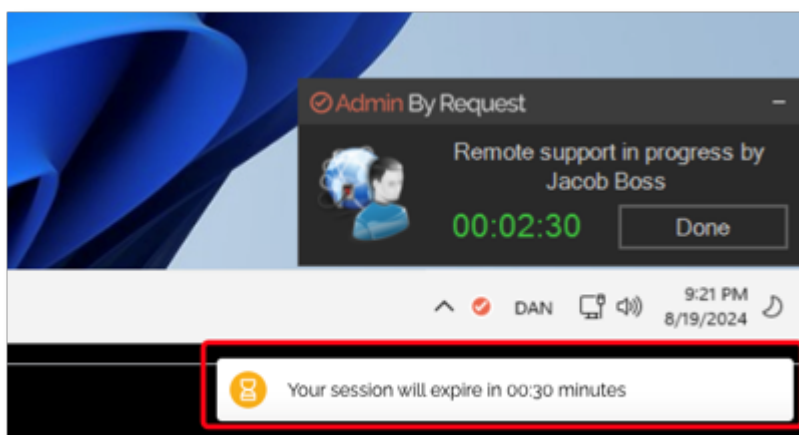 Admin By Request
Remote support in progress by
Jacob Boss
00:02:30
Done
DAN
9:21 PM
8/19/2024
Your session will expire in 00:30 minutes